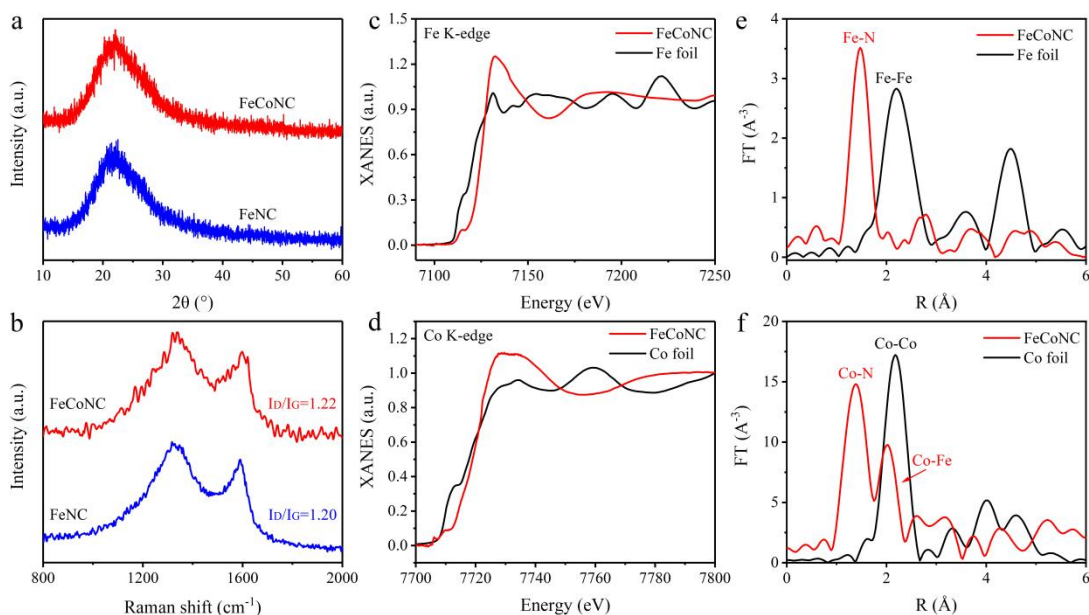 a
FeCoNC
FeNC
Intensity (a.u.)
10 20 30 40 50 60
2θ (°)
b
FeCoNC
ID/IG=1.22
FeNC
ID/IG=1.20
Intensity (a.u.)
800 1200 1600 2000
Raman shift (cm⁻¹)
c
Fe K-edge
FeCoNC
Fe foil
XANES (a.u.)
1.5
1.2
0.9
0.6
0.3
0.0
7100 7150 7200 7250
Energy (eV)
d
Co K-edge
FeCoNC
Co foil
XANES (a.u.)
1.2
1.0
0.8
0.6
0.4
0.2
0.0
7700 7720 7740 7760 7780 7800
Energy (eV)
e
Fe-N
FeCoNC
Fe foil
Fe-Fe
FT (A⁻³)
4
3
2
1
0
0 2 4 6
R (Å)
f
FeCoNC
Co foil
Co-Co
Co-N
Co-Fe
FT (A⁻³)
20
15
10
5
0
0 2 4 6
R (Å)